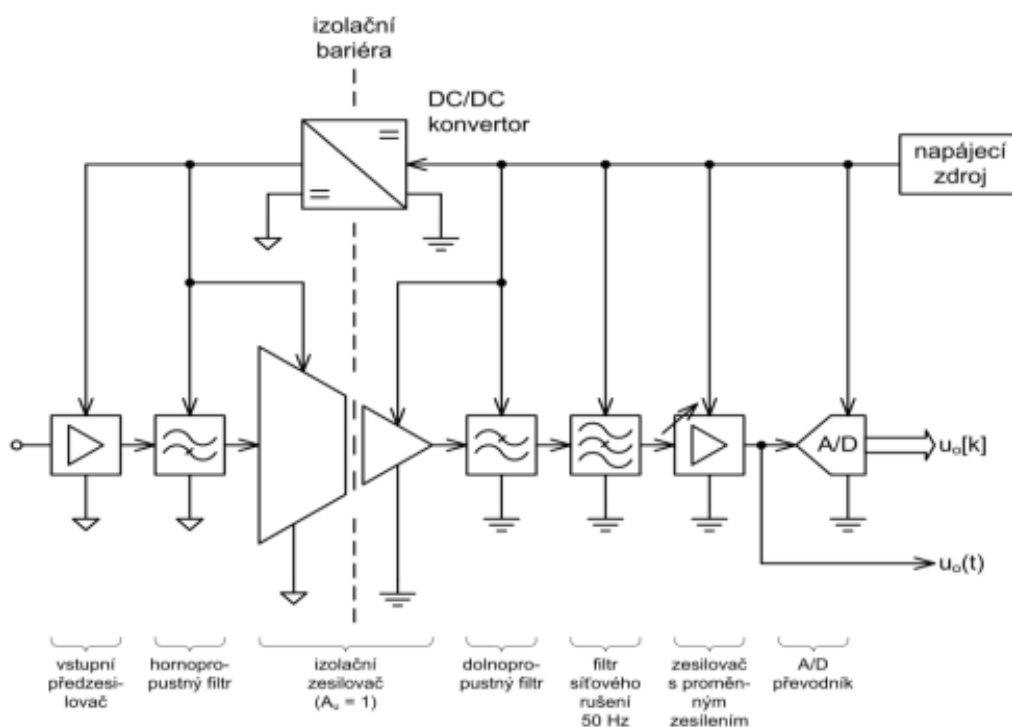 izolační
bariéra
DC/DC
konvertor
napájecí
zdroj
A/D
uₒ[k]
uₒ(t)
vstupní
předzesi-
lovač
hornopro-
pustný filtr
izolační
zesilovač
(Aᵤ = 1)
dolnopro-
pustný filtr
filtr
síťového
rušení
50 Hz
zesilovač
s proměn-
ným
zesílením
A/D
převodník